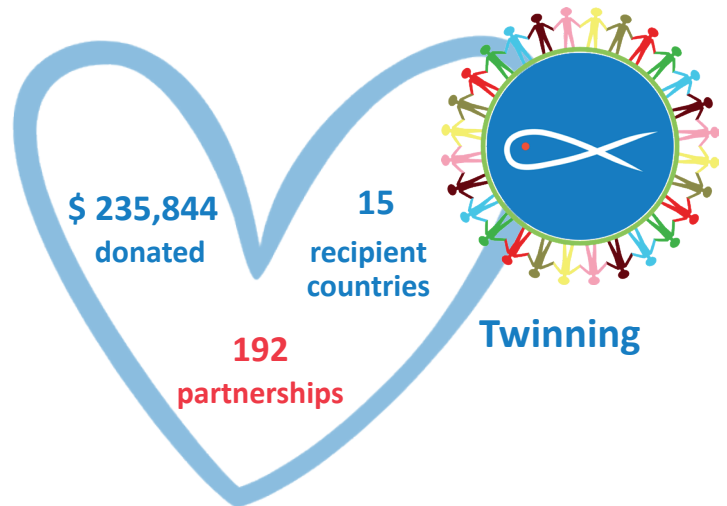 $ 235,844
donated
15
recipient
countries
192
partnerships
Twinning